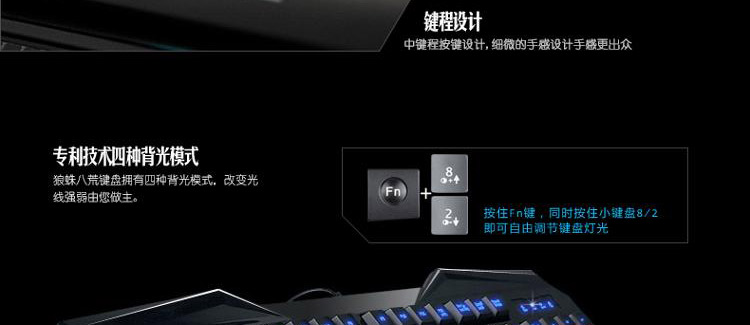 键程设计
中键程按键设计,细微的手感设计手感更出众
专利技术四种背光模式
狼蛛八荒键盘拥有四种背光模式,改变光
线强弱由您做主。
Fn
+
8
2
按住Fn键，同时按住小键盘8/2
即可自由调节键盘灯光